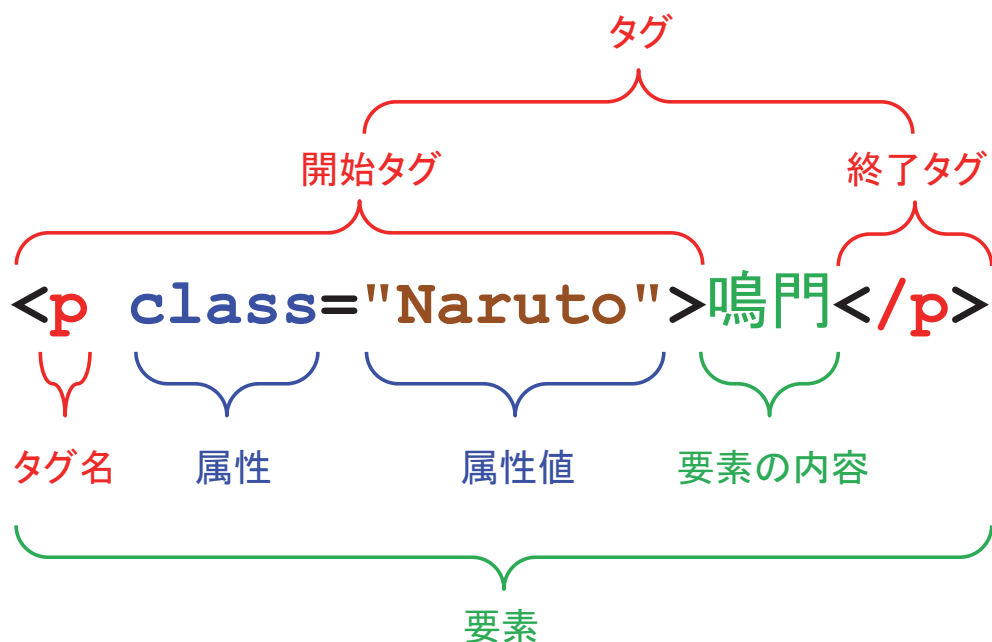 タグ
開始タグ 終了タグ
<p class="Naruto">鳴門</p>
タグ名 属性 属性値 要素の内容
要素